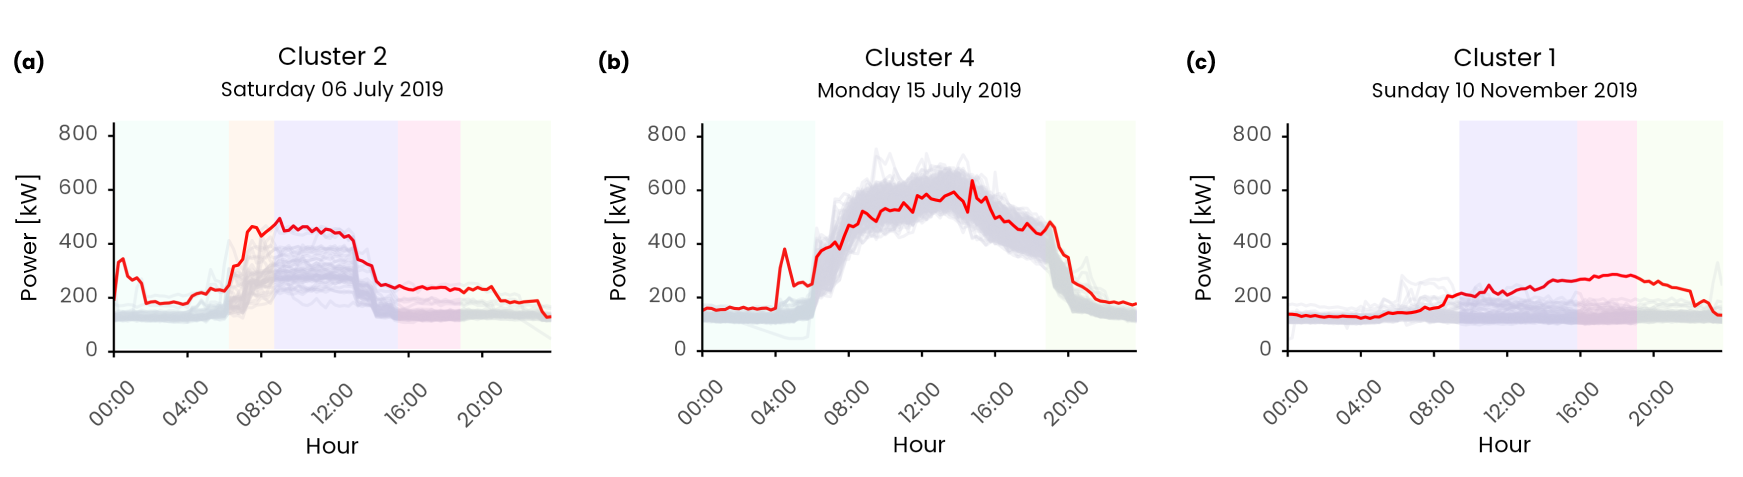 (a)
Cluster 2
Saturday 06 July 2019
Power [kW]
800
600
400
200
0
00:00
04:00
08:00
12:00
16:00
20:00
Hour
(b)
Cluster 4
Monday 15 July 2019
Power [kW]
800
600
400
200
0
00:00
04:00
08:00
12:00
16:00
20:00
Hour
(c)
Cluster 1
Sunday 10 November 2019
Power [kW]
800
600
400
200
0
00:00
04:00
08:00
12:00
16:00
20:00
Hour